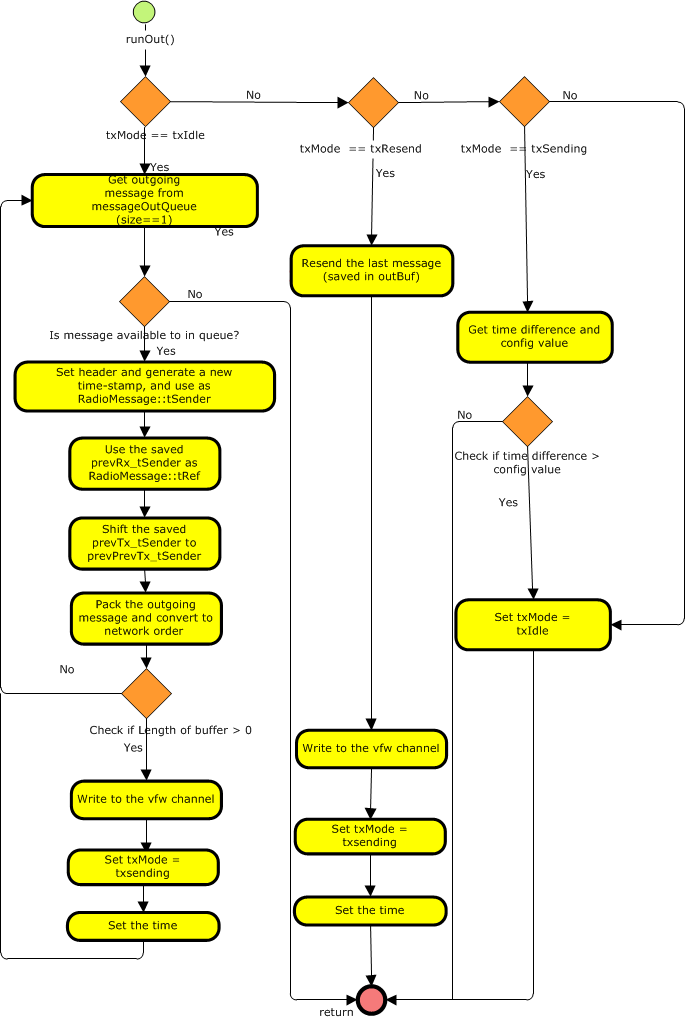 runOut()
No
No
No
txMode == txIdle
txMode == txResend
txMode == txSending
Yes
Yes
Yes
Get outgoing
message from
messageOutQueue
(size==1)
Yes
Resend the last message
(saved in outBuf)
No
Is message available to in queue?
Yes
Get time difference and
config value
Set header and generate a new
time-stamp, and use as
RadioMessage::tSender
No
Check if time difference >
config value
Yes
Use the saved
prevRx_tSender as
RadioMessage::tRef
Shift the saved
prevTx_tSender to
prevPrevTx_tSender
Pack the outgoing
message and convert to
network order
Set txMode =
txIdle
No
Check if Length of buffer > 0
Yes
Write to the vfw channel
Write to the vfw channel
Set txMode =
txsending
Set txMode =
txsending
Set the time
Set the time
return